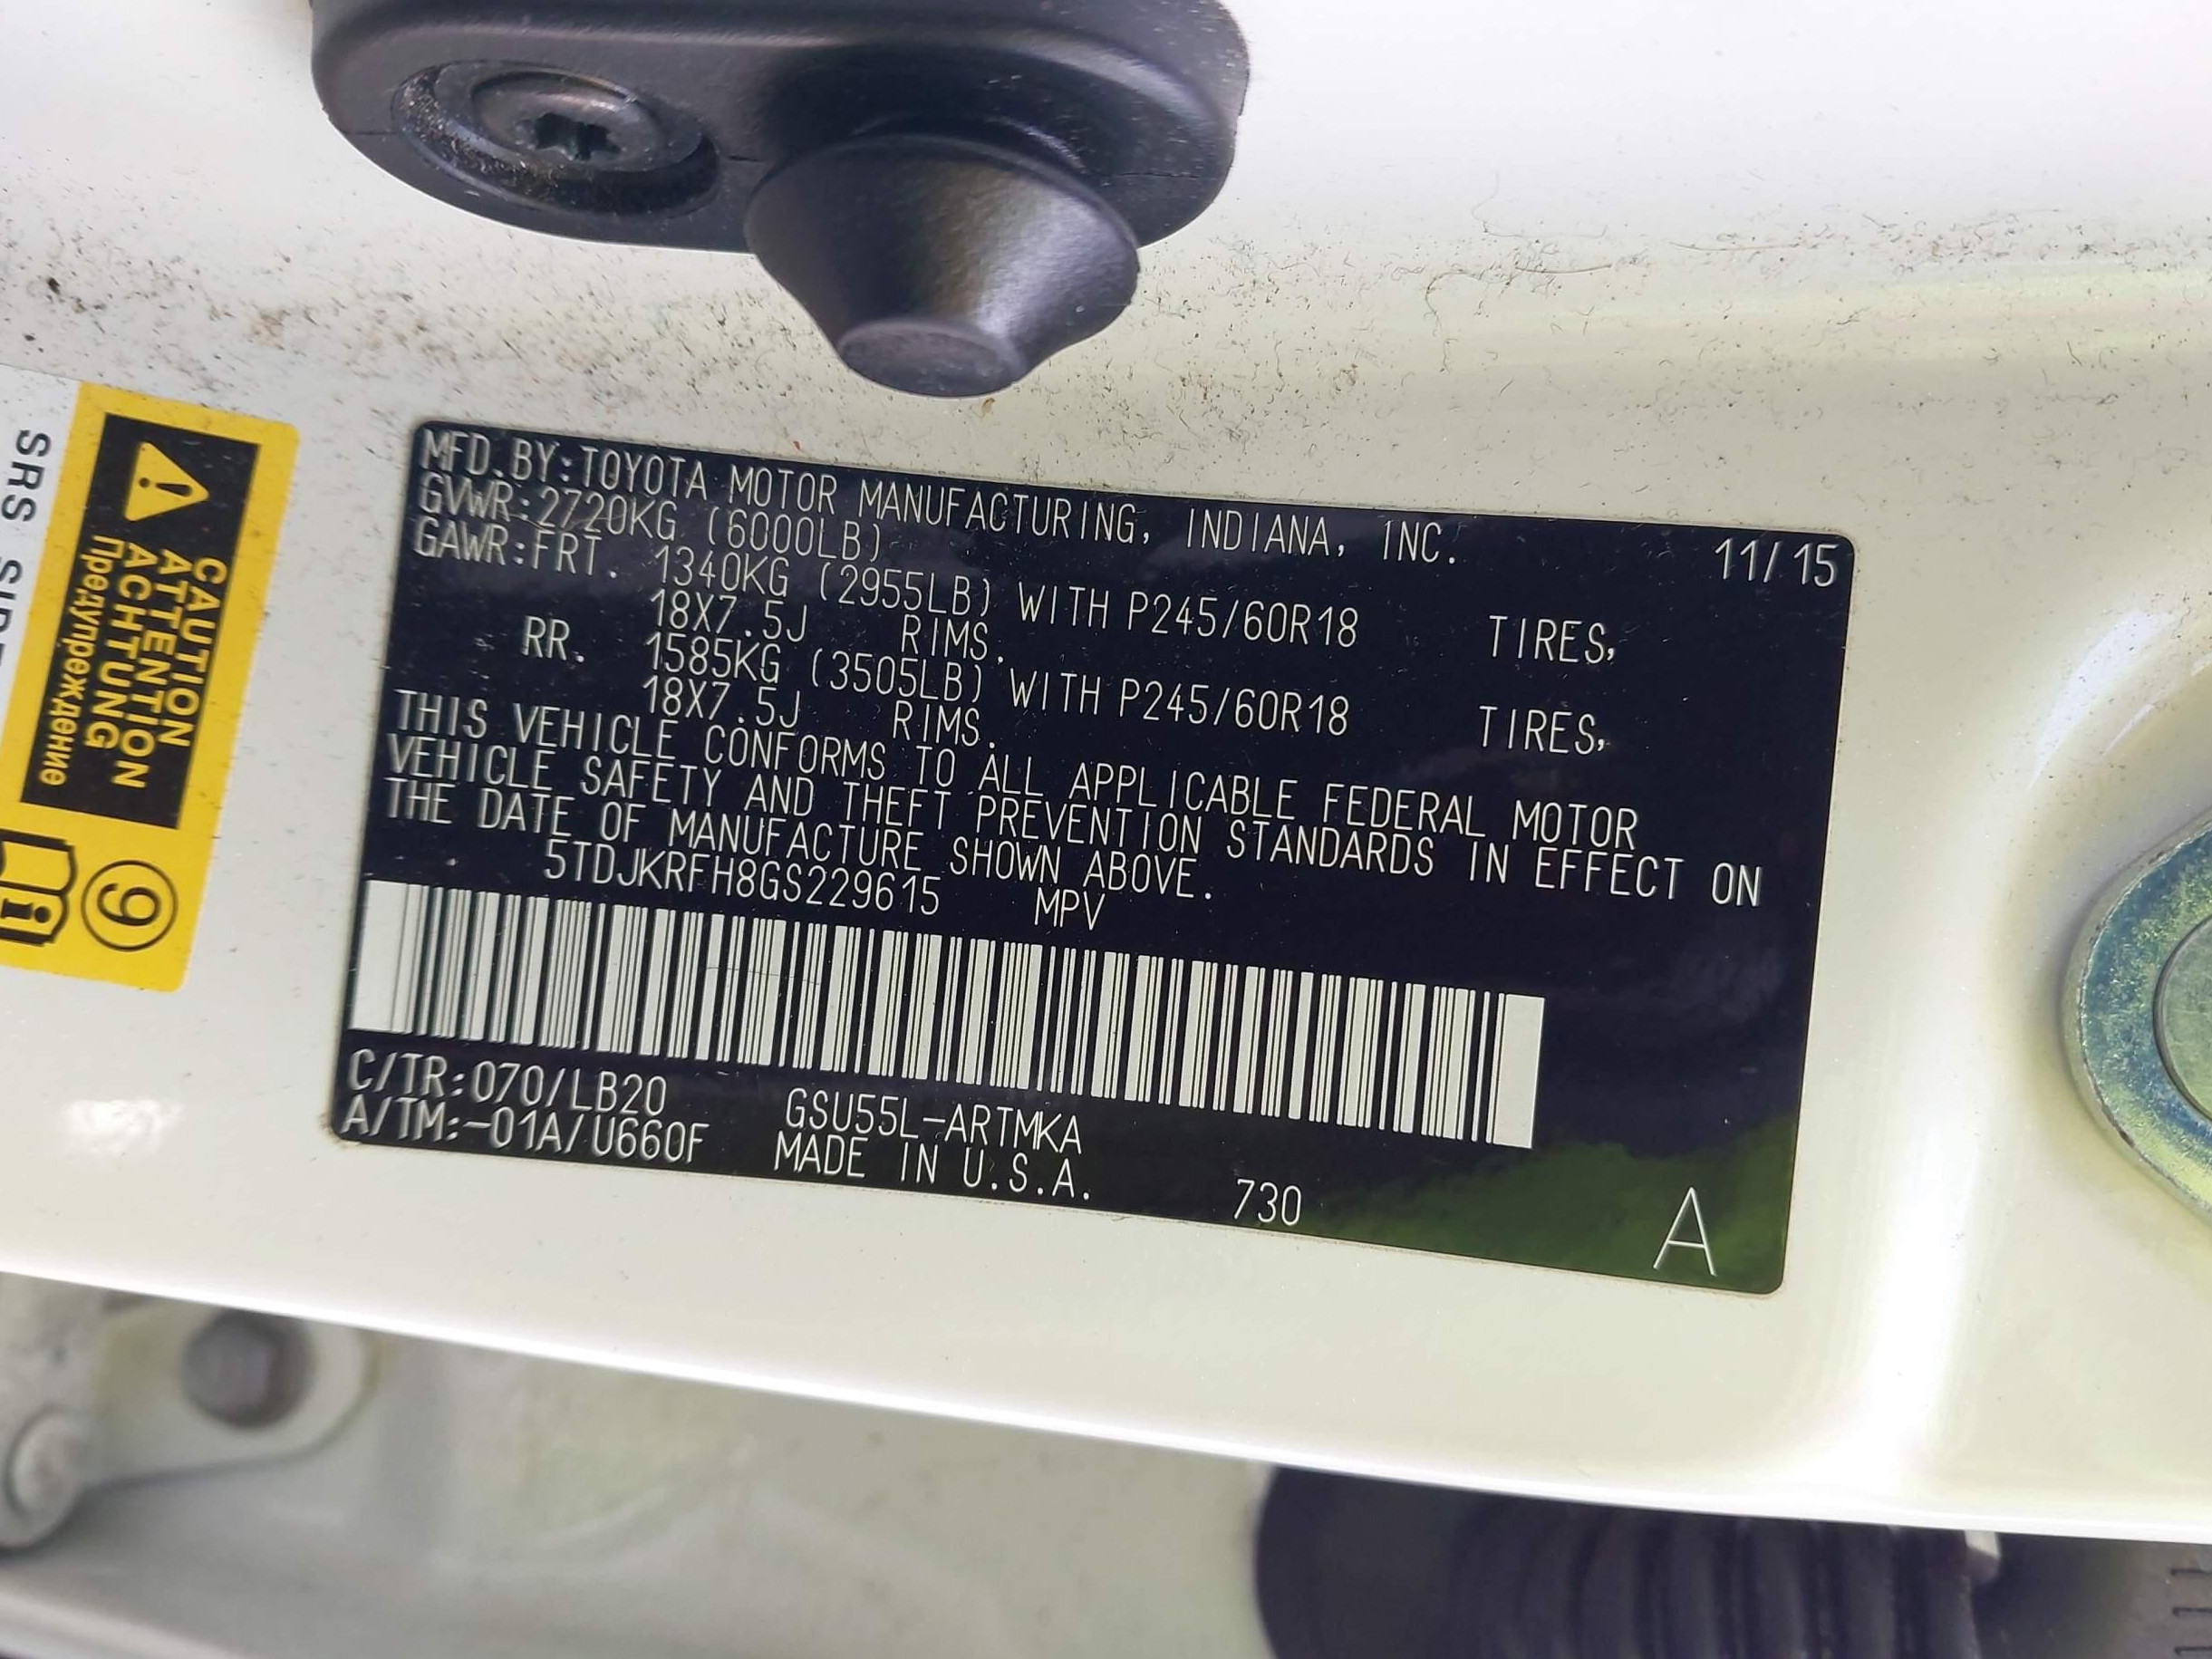 MFD.BY:TOYOTA MOTOR MANUFACTURING, INDIANA, INC. 11/15
GVWR:2720KG (6000LB)
GAWR:FRT. 1340KG (2955LB) WITH P245/60R18 TIRES,
18X7.5J RIMS.
RR. 1585KG (3505LB) WITH P245/60R18 TIRES,
18X7.5J RIMS.
THIS VEHICLE CONFORMS TO ALL APPLICABLE FEDERAL MOTOR
VEHICLE SAFETY AND THEFT PREVENTION STANDARDS IN EFFECT ON
THE DATE OF MANUFACTURE SHOWN ABOVE.
5TDJKRFH8GS229615 MPV
C/TR:070/LB20 GSU55L-ARTMKA
A/TM:-01A/U660F MADE IN U.S.A. 730 A
CAUTION
ATTENTION
ACHTUNG
Предупреждение
9
SRS